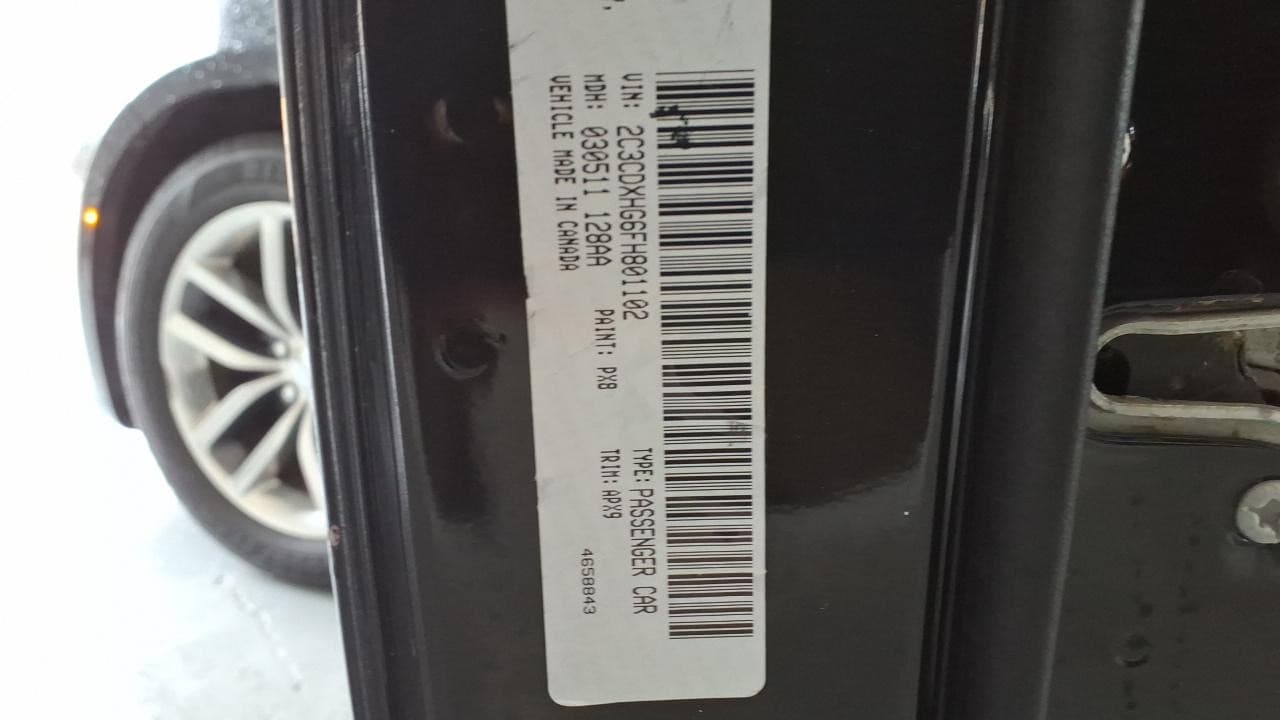 VIN: 2C3CDXHG6FH801102 TYPE: PASSENGER CAR
MDH: 030511 128AA PAINT: PX8 TRIM: APX9
VEHICLE MADE IN CANADA 4658843